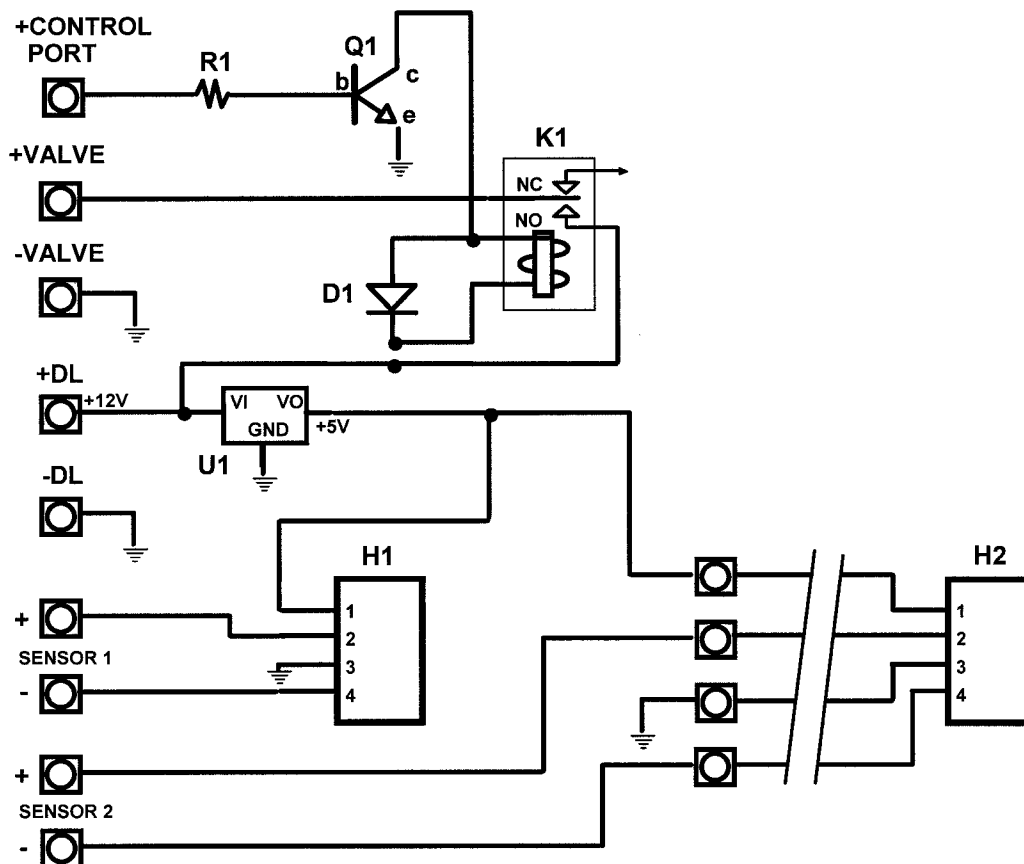 +CONTROL
PORT
R1
Q1
b
c
e
+VALVE
K1
NC
NO
-VALVE
D1
+DL
+12V
VI VO
GND
+5V
U1
-DL
H1
H2
+
SENSOR 1
-
1
2
3
4
1
2
3
4
+
SENSOR 2
-